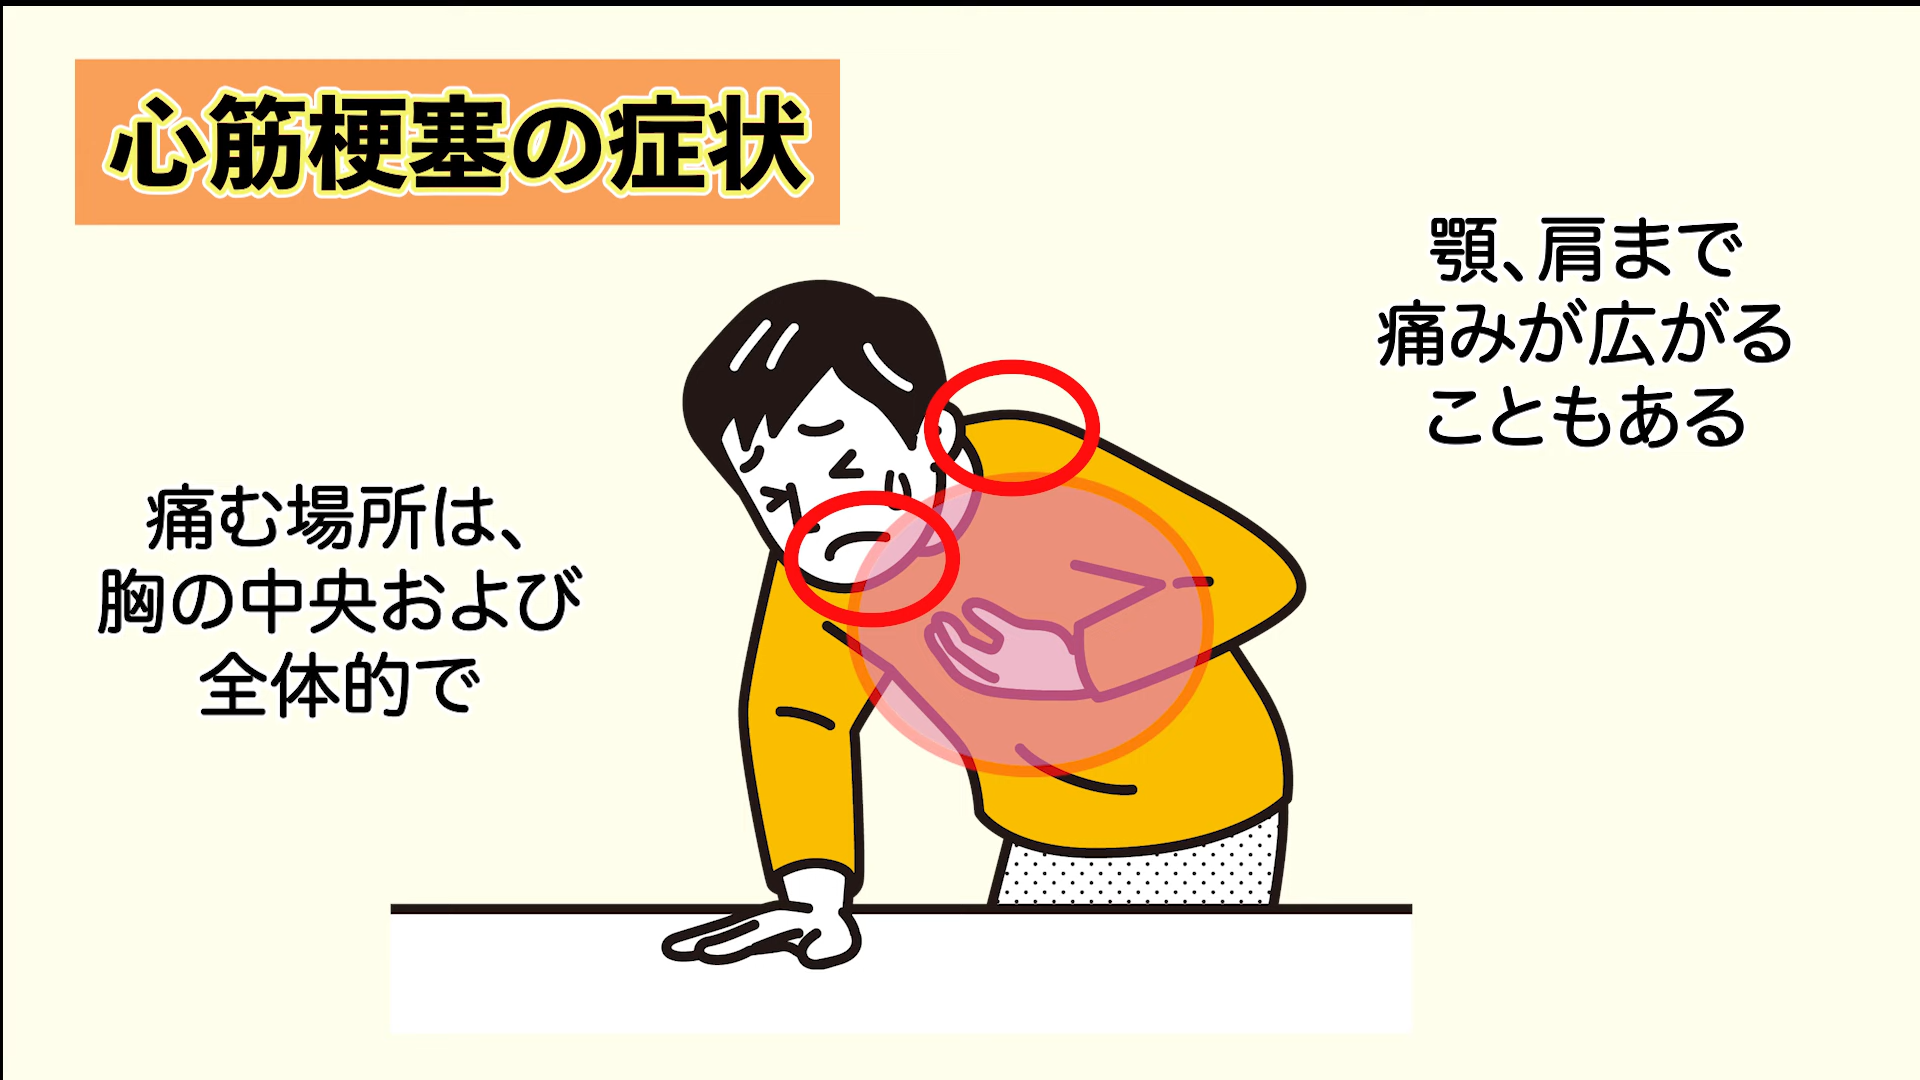 心筋梗塞の症状
顎、肩まで
痛みが広がる
こともある
痛む場所は、
胸の中央および
全体的で